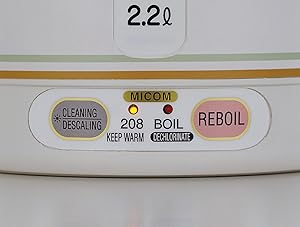 2.2ℓ
MICOM
CLEANING
*DESCALING
208 BOIL
KEEP WARM DECHLORINATE
REBOIL